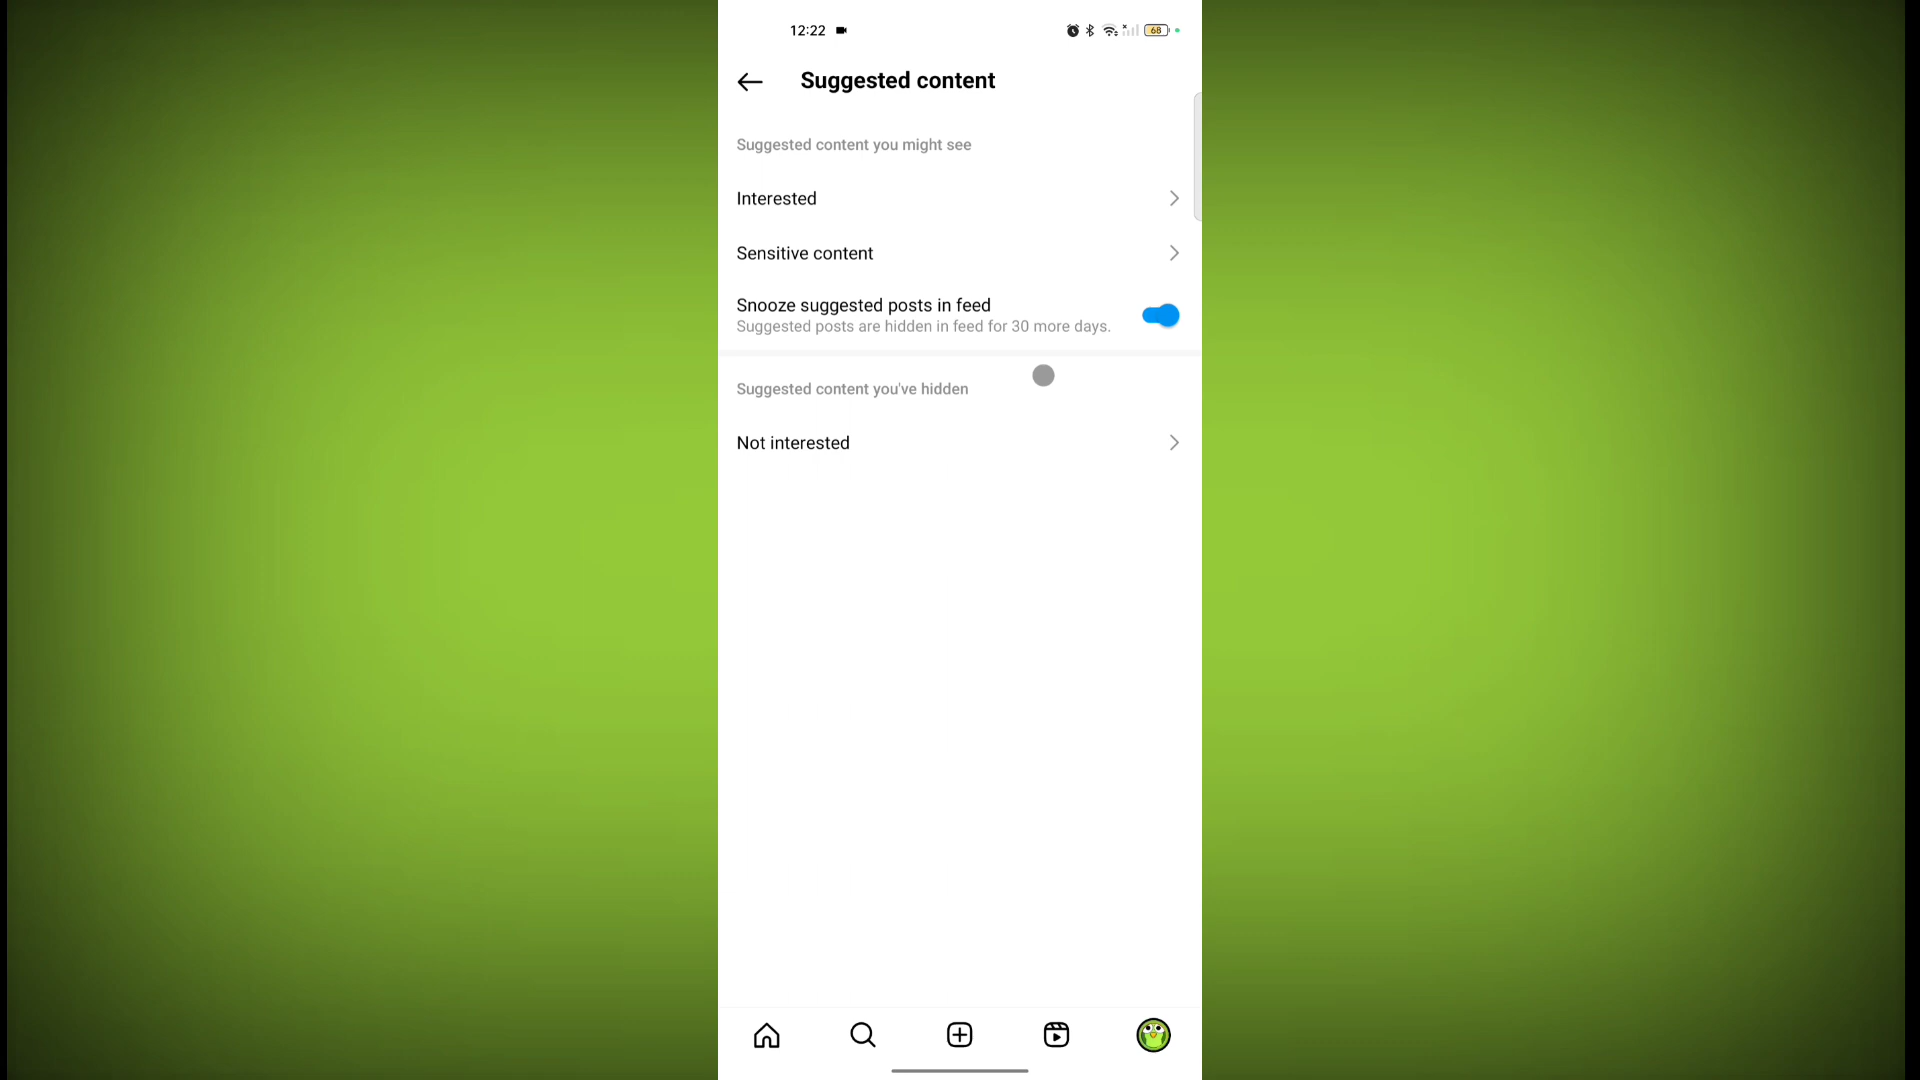 12:22
68
Suggested content
Suggested content you might see
Interested
Sensitive content
Snooze suggested posts in feed
Suggested posts are hidden in feed for 30 more days.
Suggested content you've hidden
Not interested